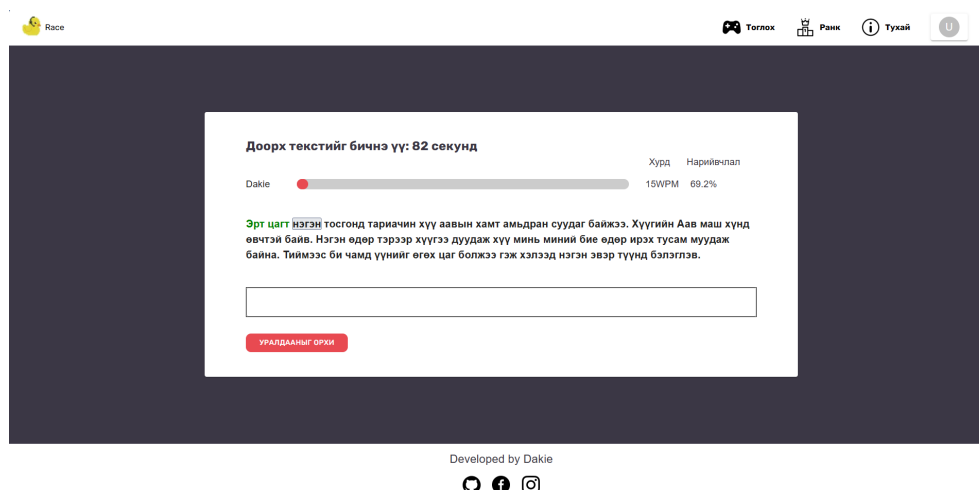 Race
Тоглох
Ранк
Тухай
U
Доорх текстийг бичнэ үү: 82 секунд
Хурд Нарийвчлал
Dakie 15WPM 69.2%
Эрт цагт нэгэн тосгонд тариачин хүү аавын хамт амьдран суудаг байжээ. Хүүгийн Аав маш хүнд
өвчтэй байв. Нэгэн өдөр тэрээр хүүгээ дуудаж хүү минь миний бие өдөр ирэх тусам муудаж
байна. Тиймээс би чамд үүнийг өгөх цаг болжээ гэж хэлээд нэгэн эвэр түүнд бэлэглэв.
УРАЛДААНЫГ ОРХИ
Developed by Dakie